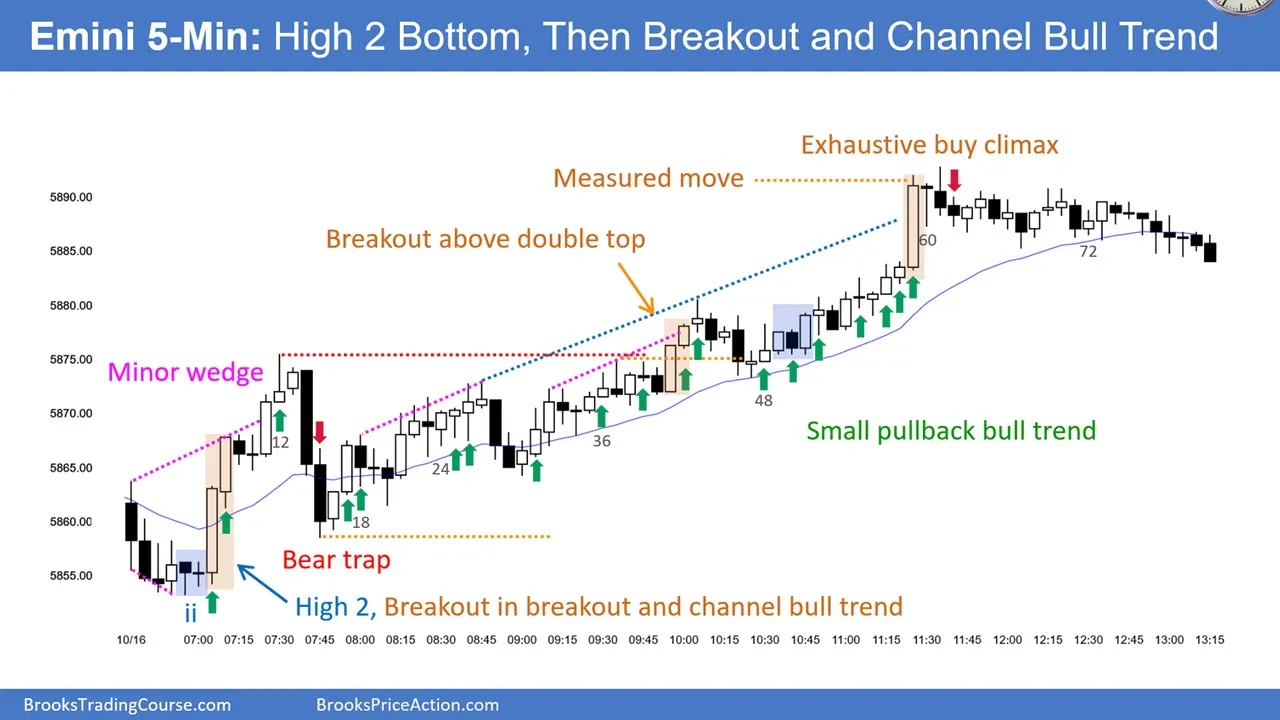 Emini 5-Min: High 2 Bottom, Then Breakout and Channel Bull Trend
Exhaustive buy climax
Measured move
5890.00
Breakout above double top
60
5885.00
72
5880.00
5875.00
Minor wedge
48
5870.00
12
36
Small pullback bull trend
5865.00
24
5860.00
18
Bear trap
5855.00
ii
High 2, Breakout in breakout and channel bull trend
10/16 07:00 07:15 07:30 07:45 08:00 08:15 08:30 08:45 09:00 09:15 09:30 09:45 10:00 10:15 10:30 10:45 11:00 11:15 11:30 11:45 12:00 12:15 12:30 12:45 13:00 13:15
BrooksTradingCourse.com BrooksPriceAction.com